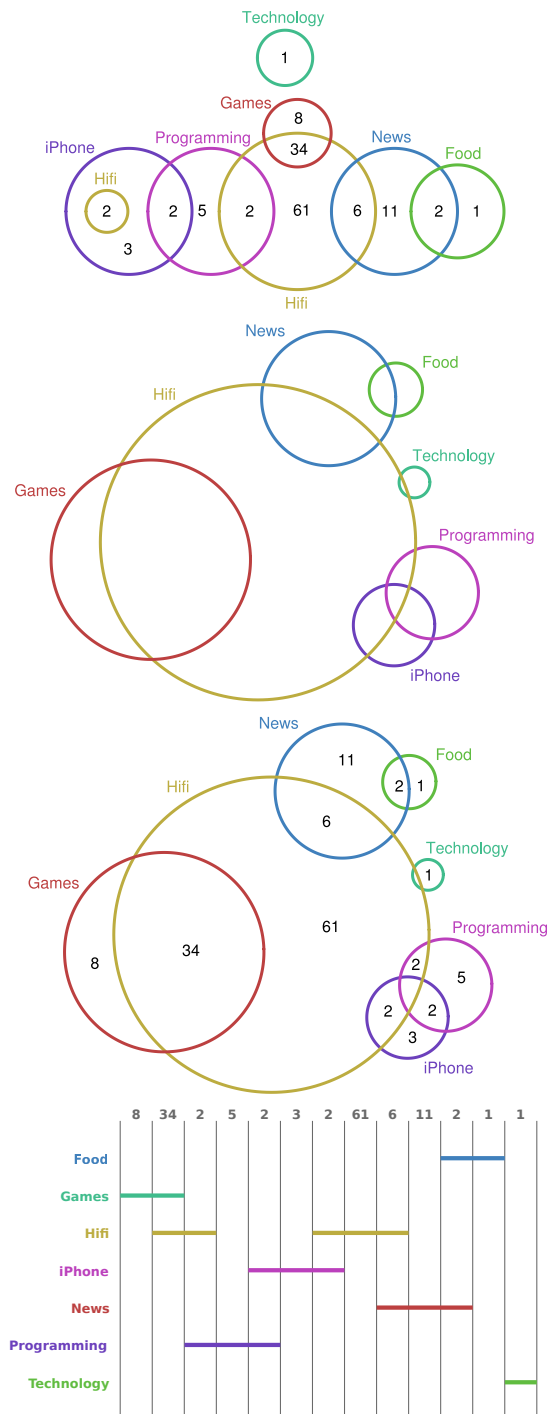 Technology
1
Games
8
34
iPhone
Programming
News
Food
Hifi
2
3
2
5
2
61
6
11
2
1
Hifi
News
Food
Hifi
Technology
Games
Programming
iPhone
News
11
Food
2
1
Hifi
6
Technology
1
Games
61
Programming
8
34
2
5
2
2
3
iPhone
8 34 2 5 2 3 2 61 6 11 2 1 1
Food
Games
Hifi
iPhone
News
Programming
Technology